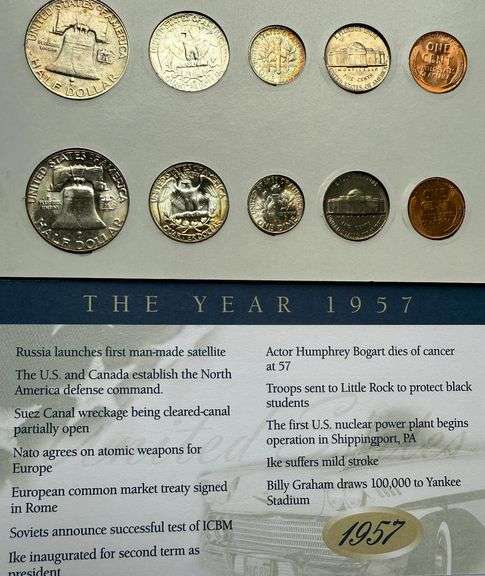 UNITED STATES OF AMERICA
HALF DOLLAR
ONE
CENT
UNITED STATES OF AMERICA
HALF DOLLAR
THE YEAR 1957
Russia launches first man-made satellite
The U.S. and Canada establish the North
America defense command.
Suez Canal wreckage being cleared-canal
partially open
Nato agrees on atomic weapons for
Europe
European common market treaty signed
in Rome
Soviets announce successful test of ICBM
Ike inaugurated for second term as
president
Actor Humphrey Bogart dies of cancer
at 57
Troops sent to Little Rock to protect black
students
The first U.S. nuclear power plant begins
operation in Shippingport, PA
Ike suffers mild stroke
Billy Graham draws 100,000 to Yankee
Stadium
1957